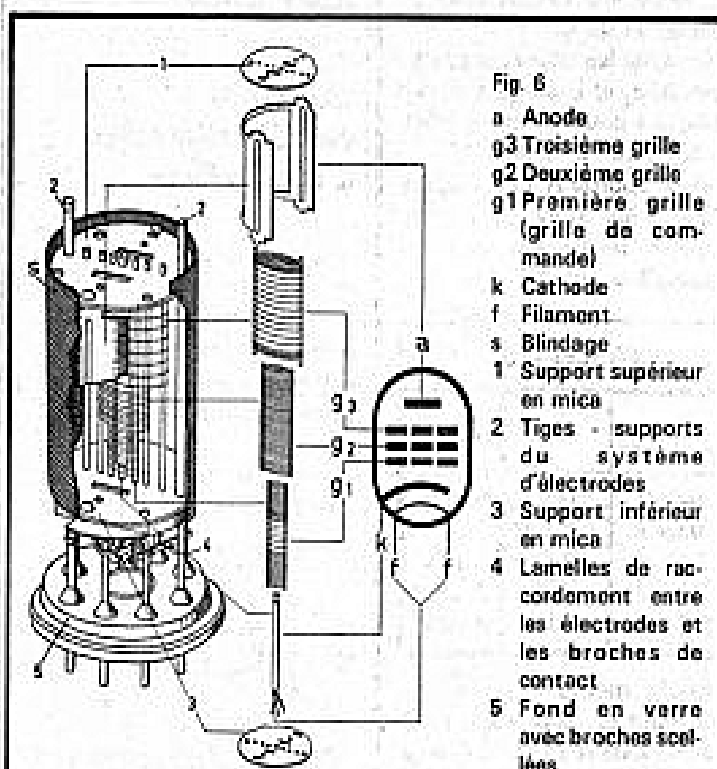 Fig. 6
a Anode
g3 Troisième grille
g2 Deuxième grille
g1 Première grille
(grille de com-
mande)
k Cathode
f Filament
s Blindage
1 Support supérieur
en mica
2 Tiges - supports
du système
d'électrodes
3 Support inférieur
en mica
4 Lamelles de rac-
cordement entre
les électrodes et
les broches de
contact
5 Fond en verre
avec broches scel-
lées
1
2
2
S
a
g3
g2
g1
k
f
f
4
5
3